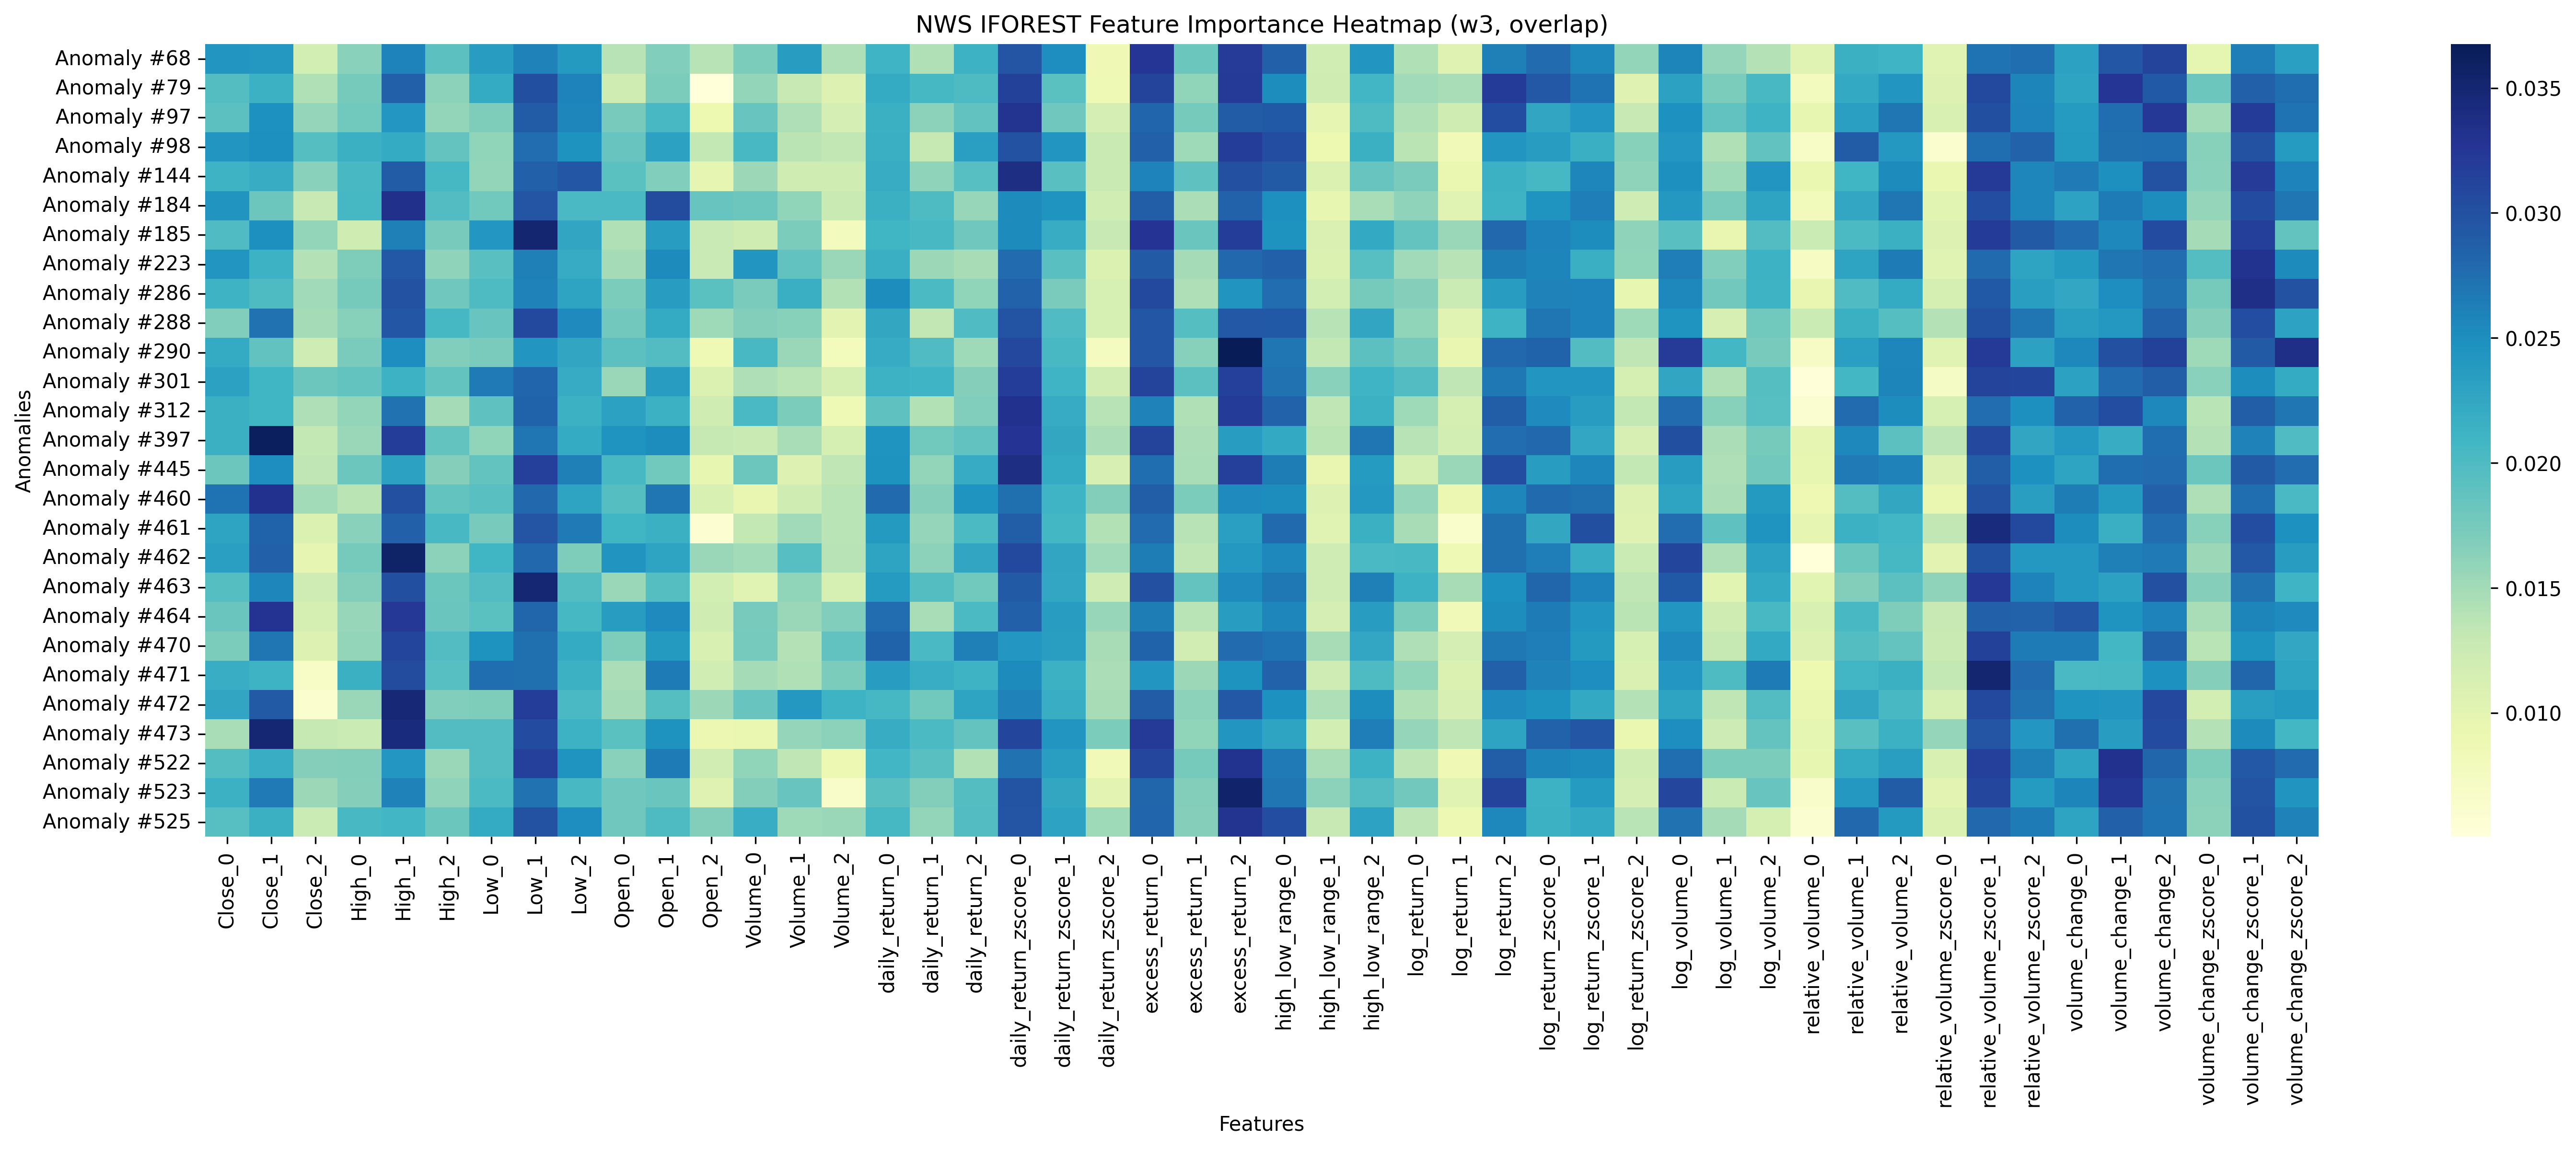 NWS IFOREST Feature Importance Heatmap (w3, overlap)
Anomalies
Anomaly #68
Anomaly #79
Anomaly #97
Anomaly #98
Anomaly #144
Anomaly #184
Anomaly #185
Anomaly #223
Anomaly #286
Anomaly #288
Anomaly #290
Anomaly #301
Anomaly #312
Anomaly #397
Anomaly #445
Anomaly #460
Anomaly #461
Anomaly #462
Anomaly #463
Anomaly #464
Anomaly #470
Anomaly #471
Anomaly #472
Anomaly #473
Anomaly #522
Anomaly #523
Anomaly #525
Close_0
Close_1
Close_2
High_0
High_1
High_2
Low_0
Low_1
Low_2
Open_0
Open_1
Open_2
Volume_0
Volume_1
Volume_2
daily_return_0
daily_return_1
daily_return_2
daily_return_zscore_0
daily_return_zscore_1
daily_return_zscore_2
excess_return_0
excess_return_1
excess_return_2
high_low_range_0
high_low_range_1
high_low_range_2
log_return_0
log_return_1
log_return_2
log_return_zscore_0
log_return_zscore_1
log_return_zscore_2
log_volume_0
log_volume_1
log_volume_2
relative_volume_0
relative_volume_1
relative_volume_2
relative_volume_zscore_0
relative_volume_zscore_1
relative_volume_zscore_2
volume_change_0
volume_change_1
volume_change_2
volume_change_zscore_0
volume_change_zscore_1
volume_change_zscore_2
Features
0.035
0.030
0.025
0.020
0.015
0.010